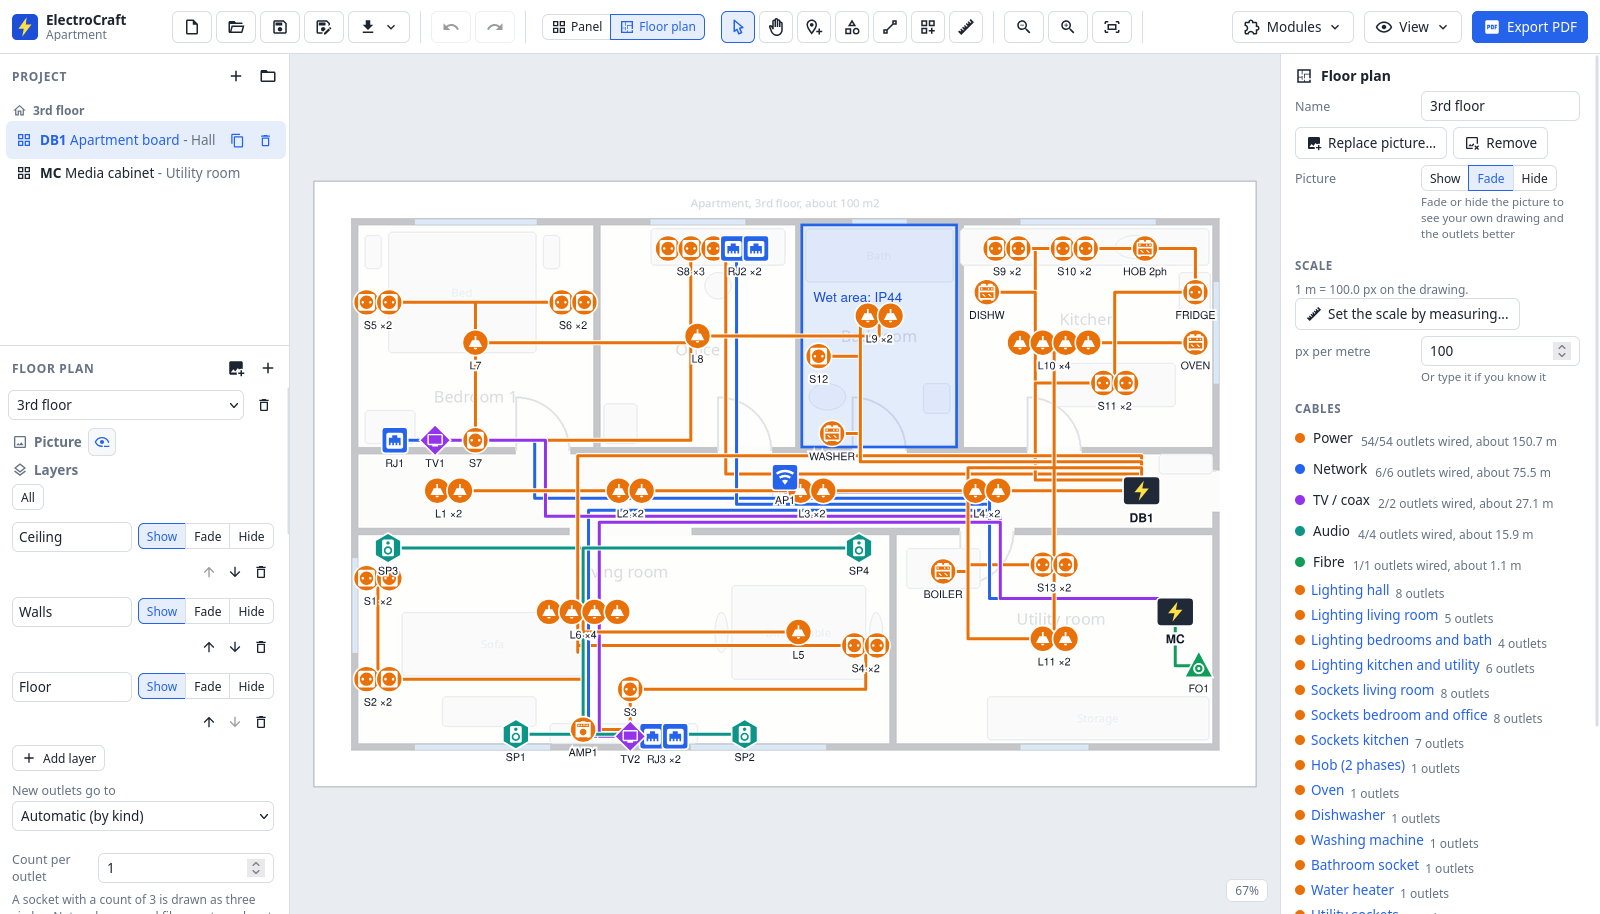 ElectroCraft
Apartment
Panel
Floor plan
Modules
View
Export PDF
PROJECT
3rd floor
DB1 Apartment board - Hall
MC Media cabinet - Utility room
FLOOR PLAN
3rd floor
Picture
Layers
All
Ceiling Show Fade Hide
Walls Show Fade Hide
Floor Show Fade Hide
Add layer
New outlets go to
Automatic (by kind)
Count per
outlet
1
A socket with a count of 3 is drawn as three
Apartment, 3rd floor, about 100 m2
Bath
Bed
S8 ×3
RJ2 ×2
S9 ×2
S10 ×2
HOB 2ph
Wet area: IP44
DISHW
Kitchen
FRIDGE
S5 ×2
S6 ×2
L7
Office
L8
L9 ×2
S12
L10 ×4
OVEN
Bedroom 1
S11 ×2
RJ1
TV1
S7
WASHER
L1 ×2
L2 ×2
AP1
L3 ×2
L4 ×2
DB1
SP3
SP4
S1 ×2
BOILER
S13 ×2
Utility room
Sofa
L6 ×4
L5
S4 ×2
L11 ×2
MC
FO1
S2 ×2
S3
Storage
SP1
AMP1
TV2
RJ3 ×2
SP2
67%
Floor plan
Name
3rd floor
Replace picture...
Remove
Picture
Show Fade Hide
Fade or hide the picture to
see your own drawing and
the outlets better
SCALE
1 m = 100.0 px on the drawing.
Set the scale by measuring...
px per metre
100
Or type it if you know it
CABLES
Power 54/54 outlets wired, about 150.7 m
Network 6/6 outlets wired, about 75.5 m
TV / coax 2/2 outlets wired, about 27.1 m
Audio 4/4 outlets wired, about 15.9 m
Fibre 1/1 outlets wired, about 1.1 m
Lighting hall 8 outlets
Lighting living room 5 outlets
Lighting bedrooms and bath 4 outlets
Lighting kitchen and utility 6 outlets
Sockets living room 8 outlets
Sockets bedroom and office 8 outlets
Sockets kitchen 7 outlets
Hob (2 phases) 1 outlets
Oven 1 outlets
Dishwasher 1 outlets
Washing machine 1 outlets
Bathroom socket 1 outlets
Water heater 1 outlets
Utility sockets